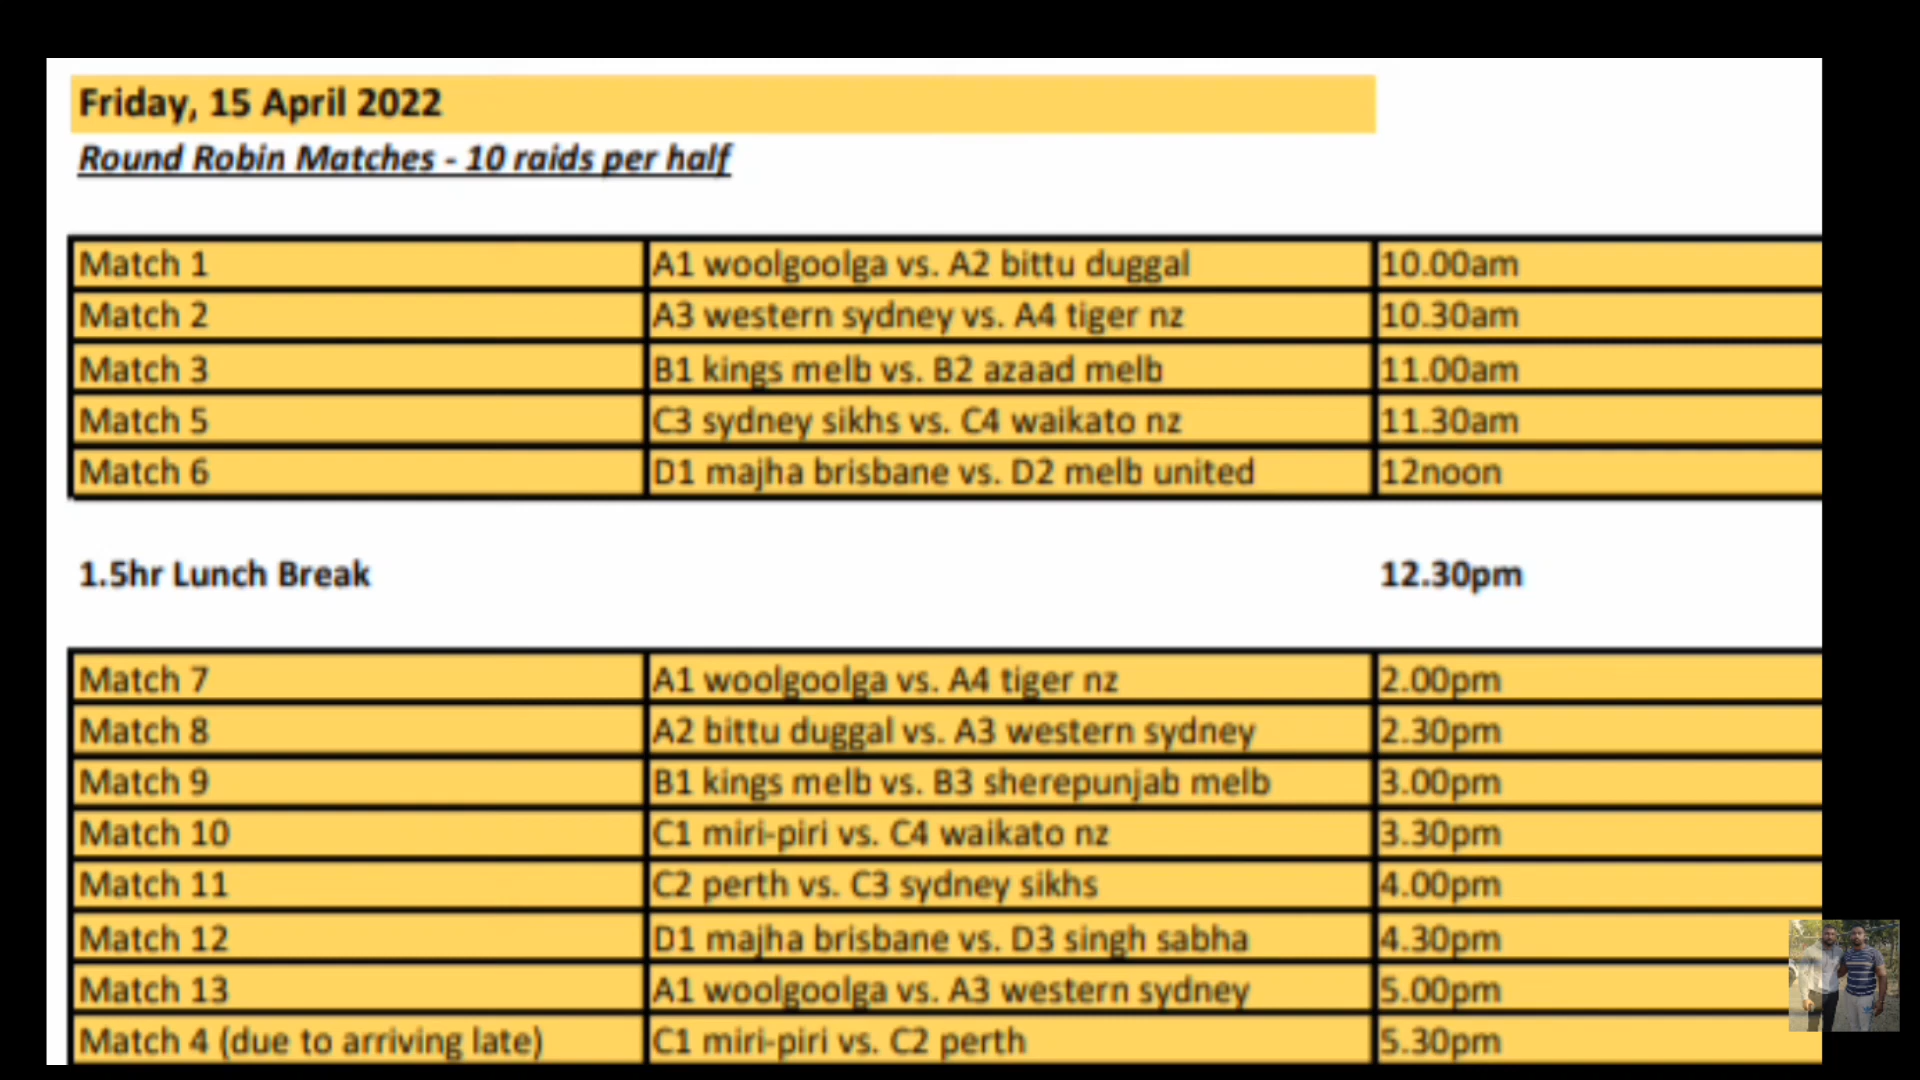 Friday, 15 April 2022
Round Robin Matches - 10 raids per half
Match 1 A1 woolgoolga vs. A2 bittu duggal 10.00am
Match 2 A3 western sydney vs. A4 tiger nz 10.30am
Match 3 B1 kings melb vs. B2 azaad melb 11.00am
Match 5 C3 sydney sikhs vs. C4 waikato nz 11.30am
Match 6 D1 majha brisbane vs. D2 melb united 12noon
1.5hr Lunch Break 12.30pm
Match 7 A1 woolgoolga vs. A4 tiger nz 2.00pm
Match 8 A2 bittu duggal vs. A3 western sydney 2.30pm
Match 9 B1 kings melb vs. B3 sherepunjab melb 3.00pm
Match 10 C1 miri-piri vs. C4 waikato nz 3.30pm
Match 11 C2 perth vs. C3 sydney sikhs 4.00pm
Match 12 D1 majha brisbane vs. D3 singh sabha 4.30pm
Match 13 A1 woolgoolga vs. A3 western sydney 5.00pm
Match 4 (due to arriving late) C1 miri-piri vs. C2 perth 5.30pm